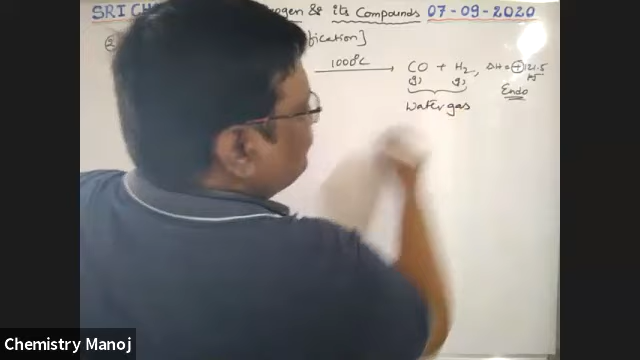 SRI CH ogen & its Compounds 07-09-2020
② fication]
1000°C CO + H₂, ΔH = +121.5
(g) (g) KJ
Endo
water gas
Chemistry Manoj